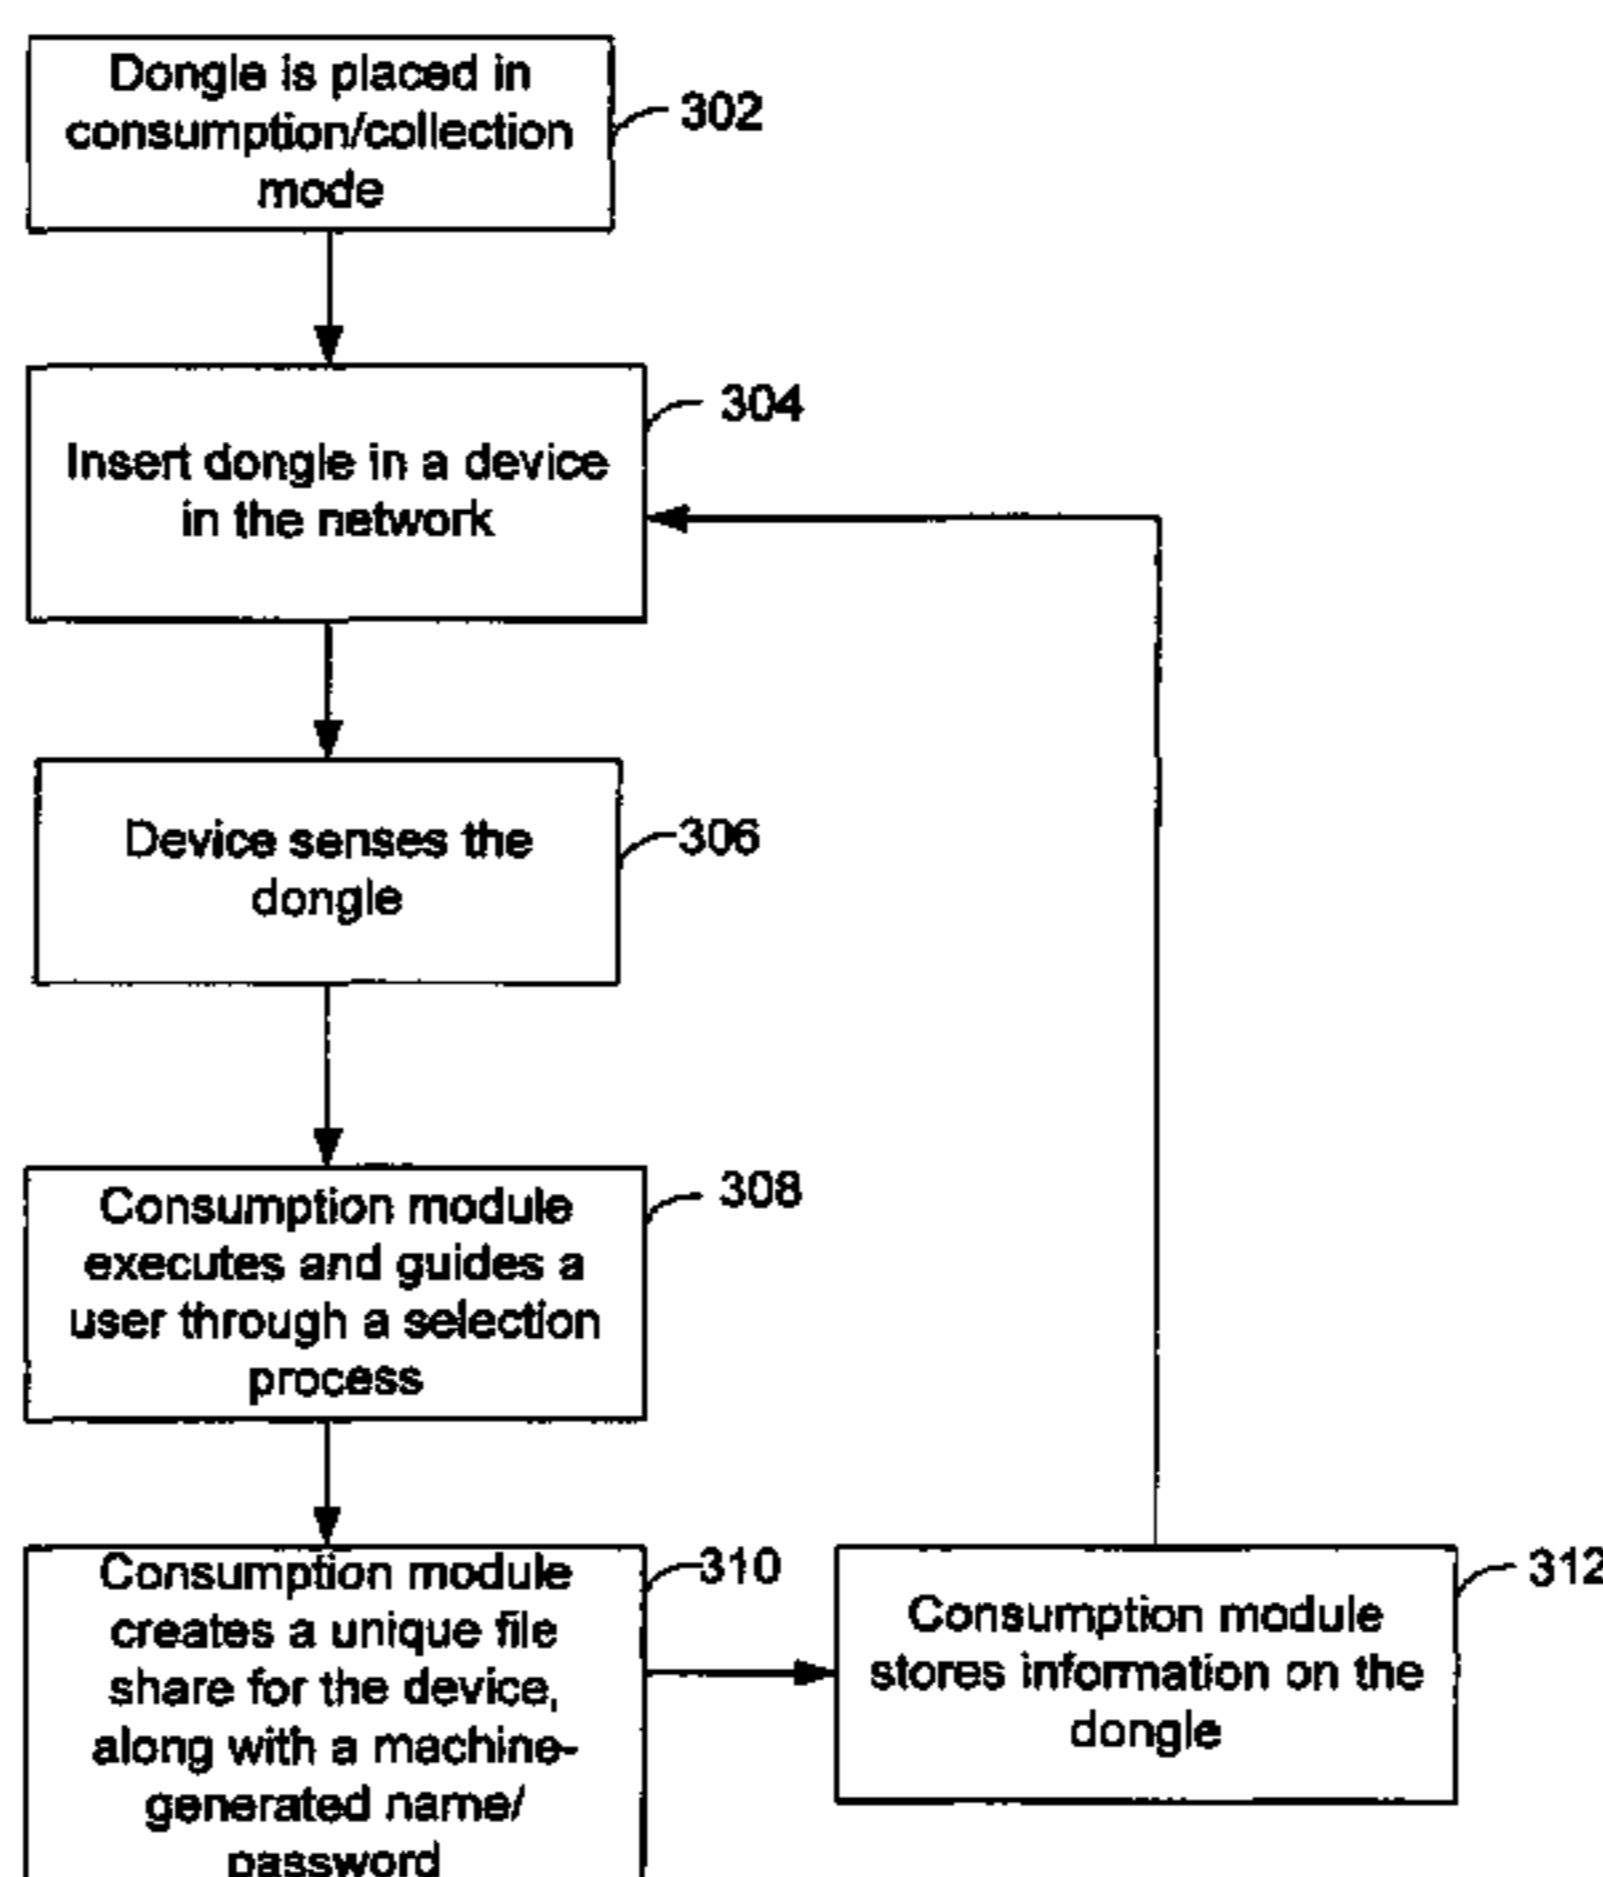 Dongle is placed in
consumption/collection
mode
302
Insert dongle in a device
in the network
304
Device senses the
dongle
306
Consumption module
executes and guides a
user through a selection
process
308
Consumption module
creates a unique file
share for the device,
along with a machine-
generated name/
password
310
Consumption module
stores information on the
dongle
312